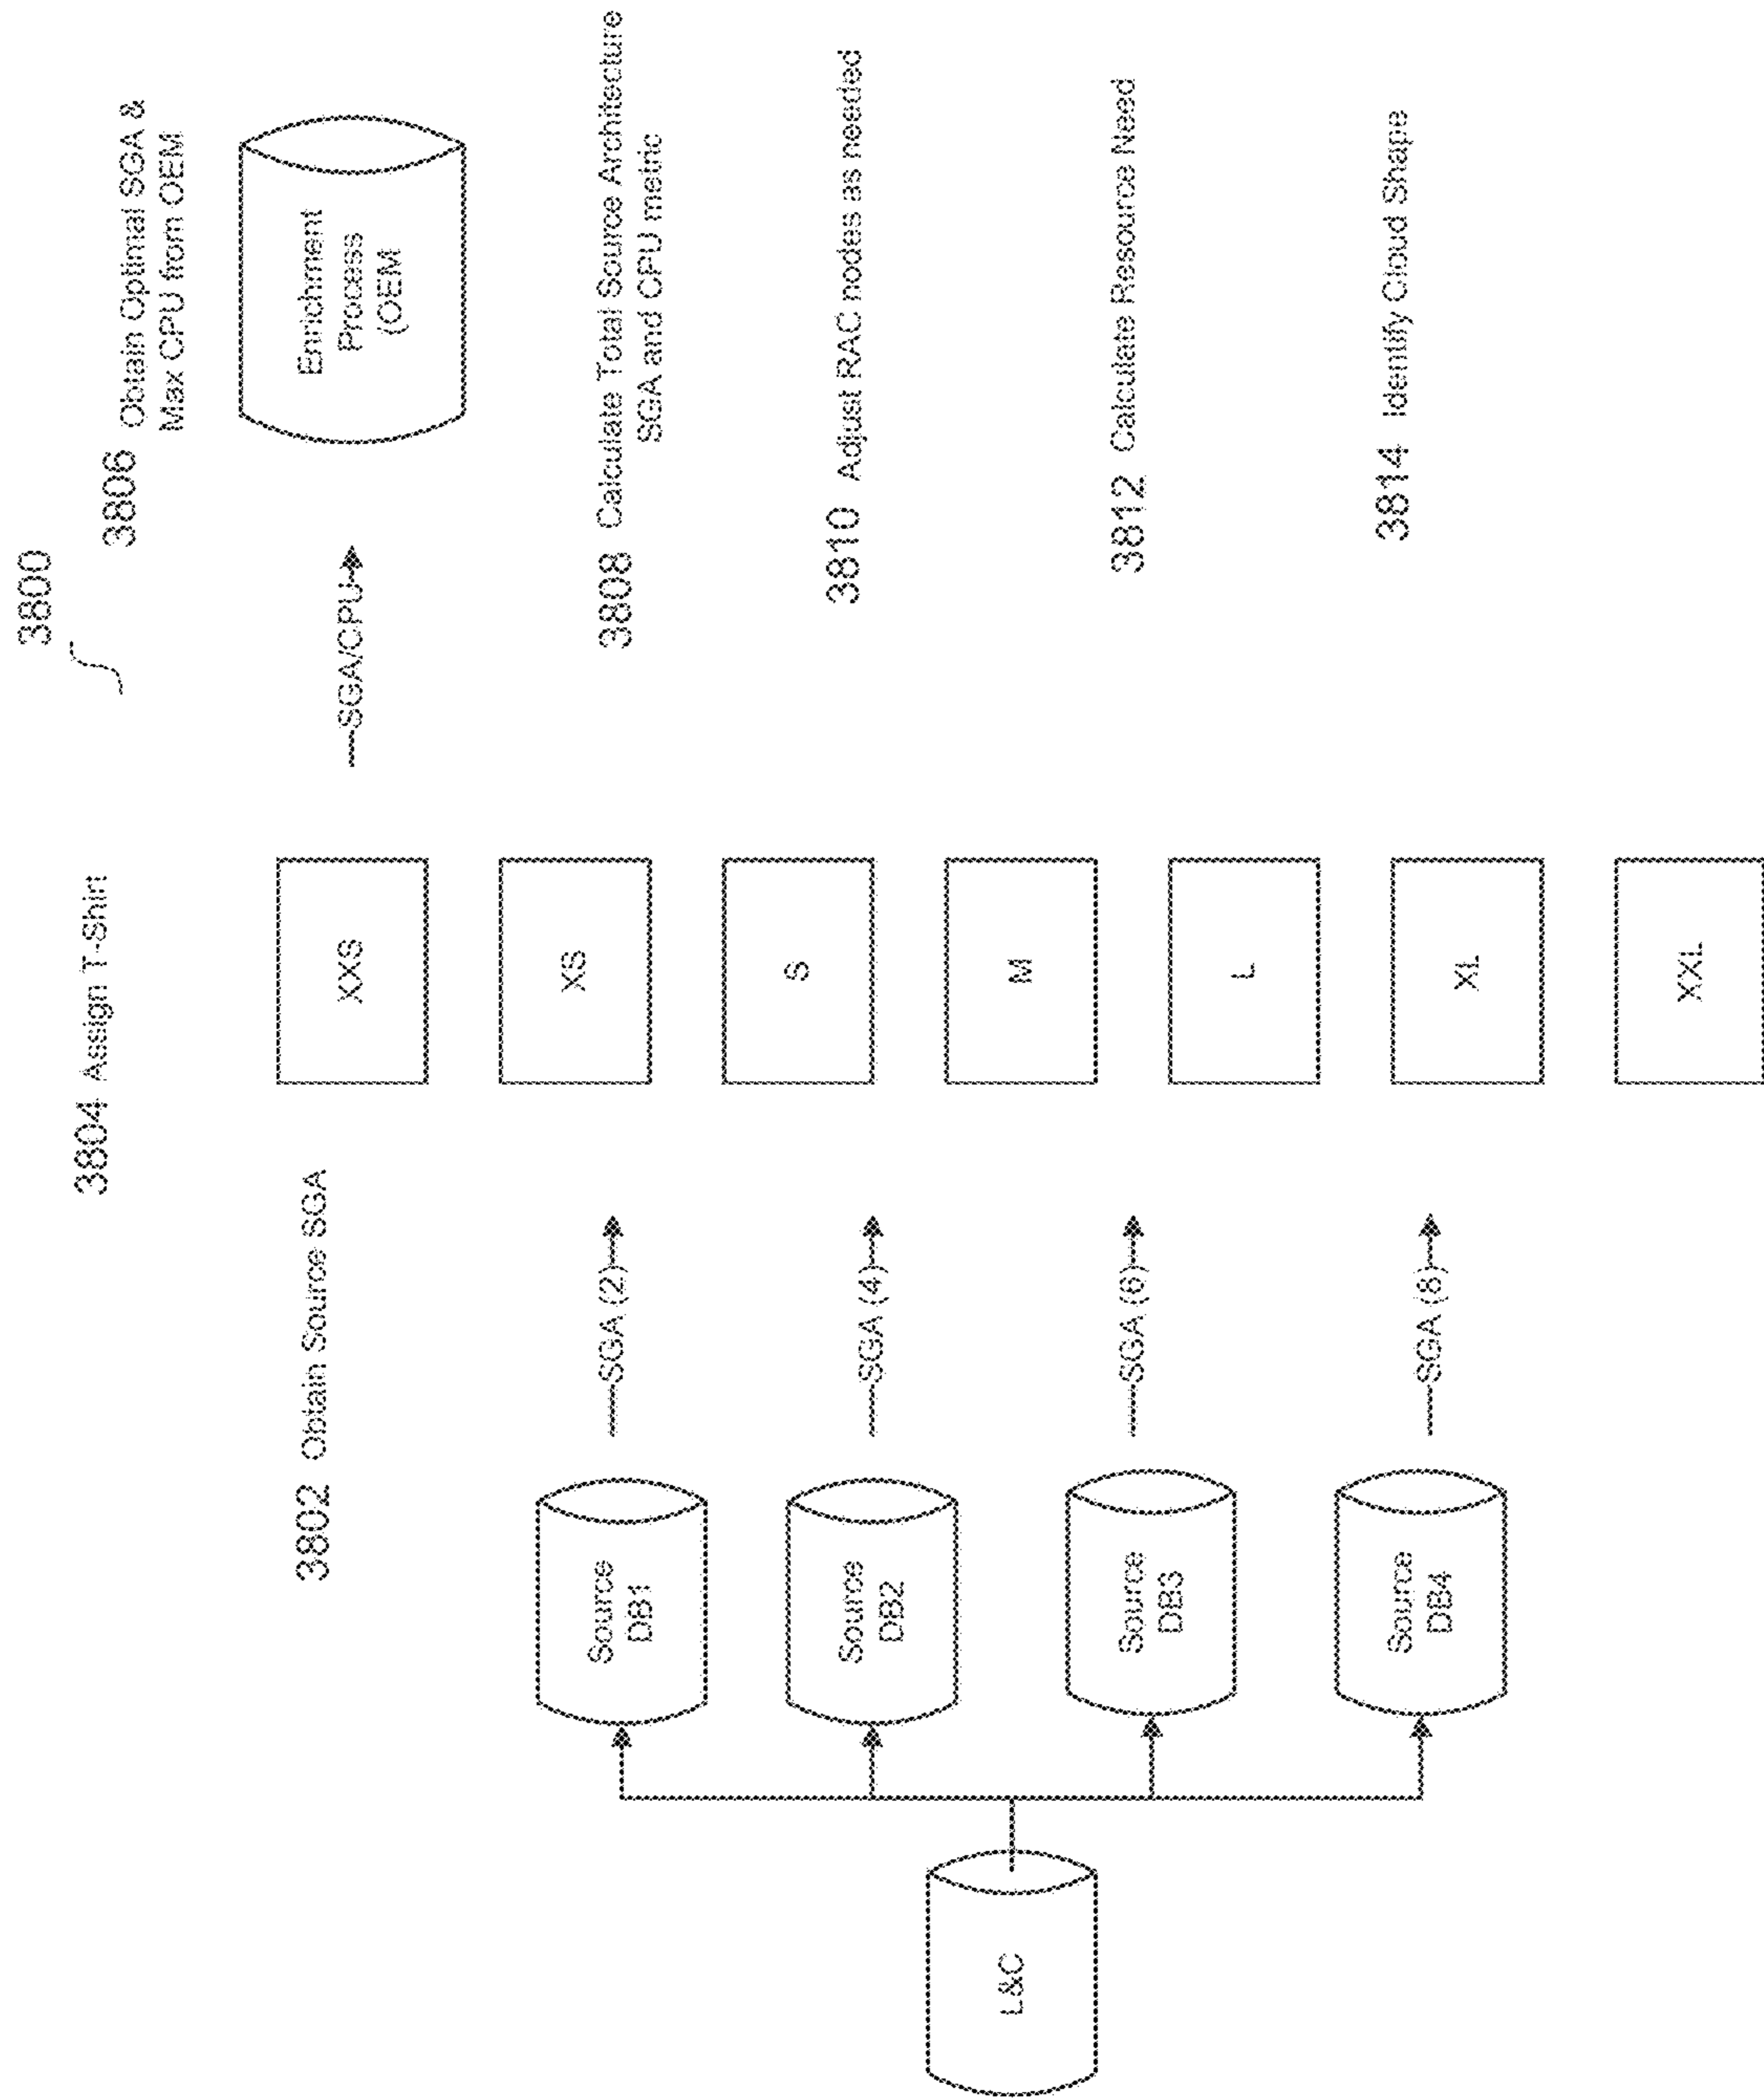 3800
3804 Assign T-Shirt
3806 Obtain Optimal SGA &
Max CPU from OEM
3802 Obtain Source SGA
L&C
Source
DB1
SGA (2)
Source
DB2
SGA (4)
Source
DB3
SGA (6)
Source
DB4
SGA (8)
XXS
XS
S
M
L
XL
XXL
SGA/CPU
Enrichment
Process
(OEM
3808 Calculate Total Source Architecture
SGA and CPU metric
3810 Adjust RAC nodes as needed
3812 Calculate Resource Need
3814 Identify Cloud Shape